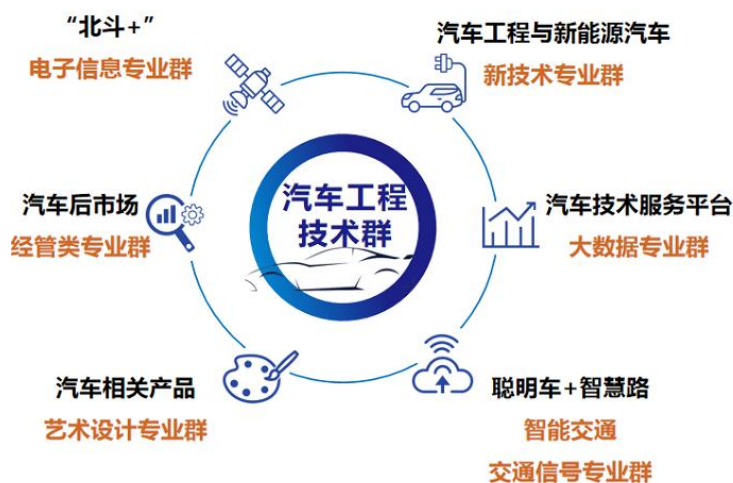 “北斗+”
电子信息专业群
汽车工程与新能源汽车
新技术专业群
汽车后市场
经管类专业群
汽车工程
技术群
汽车技术服务平台
大数据专业群
汽车相关产品
艺术设计专业群
聪明车+智慧路
智能交通
交通信号专业群